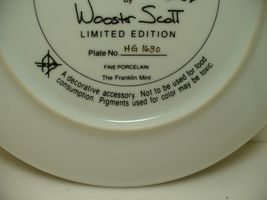 by
Wooster Scott
LIMITED EDITION
Plate No. HG 1630
FINE PORCELAIN
The Franklin Mint
A decorative accessory. Not to be used for food
consumption. Pigments used for color may be toxic.